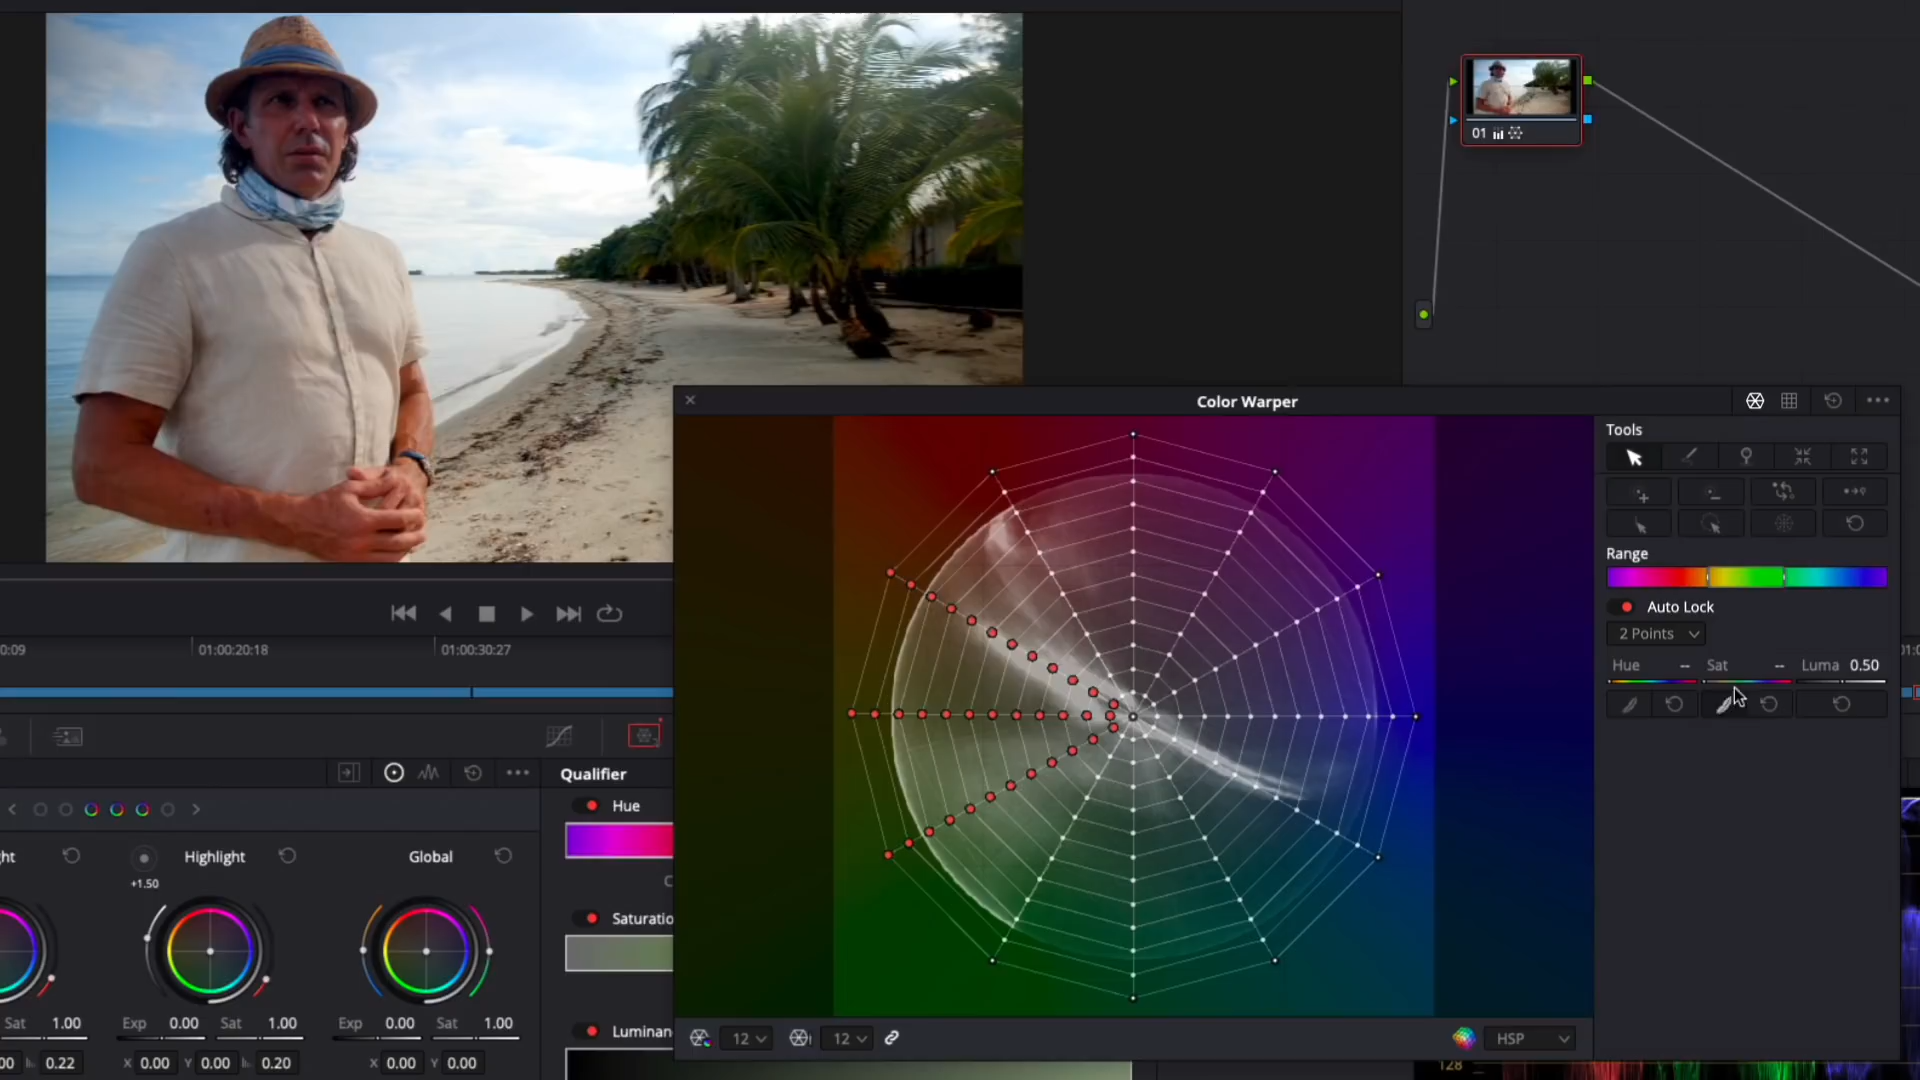 01
Color Warper
Tools
Range
Auto Lock
2 Points
Hue -- Sat -- Luma 0.50
0:09 01:00:20:18 01:00:30:27
Qualifier
Hue
ht Highlight Global
+1.50
Saturatio
Sat 1.00 Exp 0.00 Sat 1.00 Exp 0.00 Sat 1.00
Luminan
00 0.22 X 0.00 Y 0.00 0.20 X 0.00 Y 0.00
12 12 HSP
128